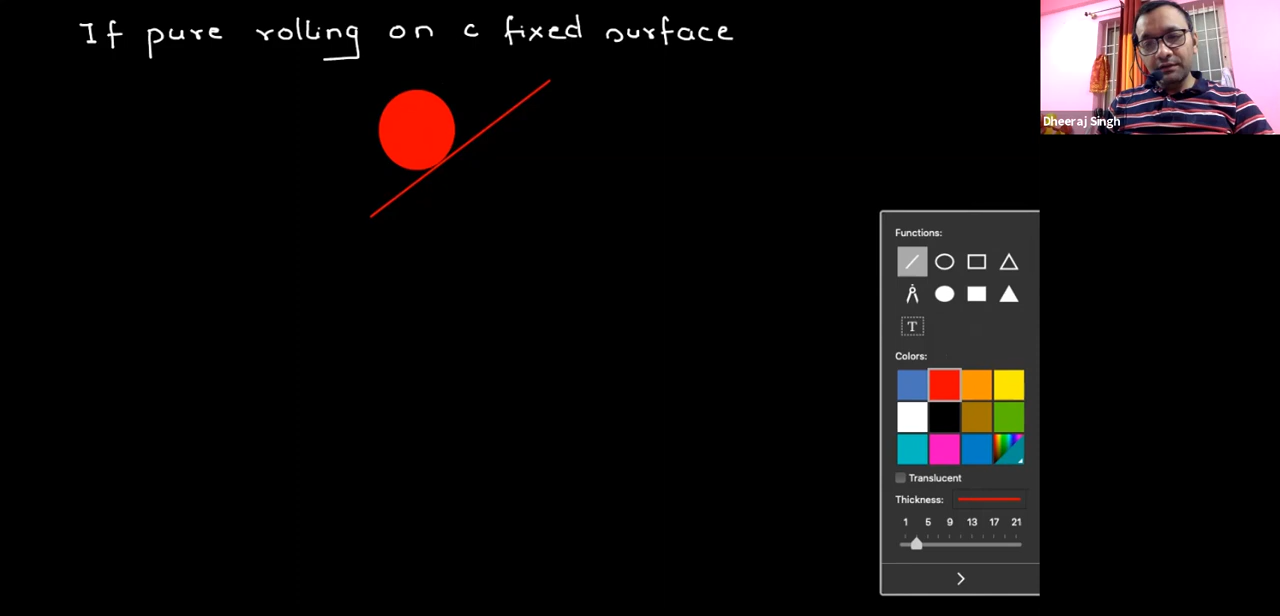 If pure rolling on c fixed surface
Dheeraj Singh
Functions:
T
Colors:
Translucent
Thickness:
1 5 9 13 17 21